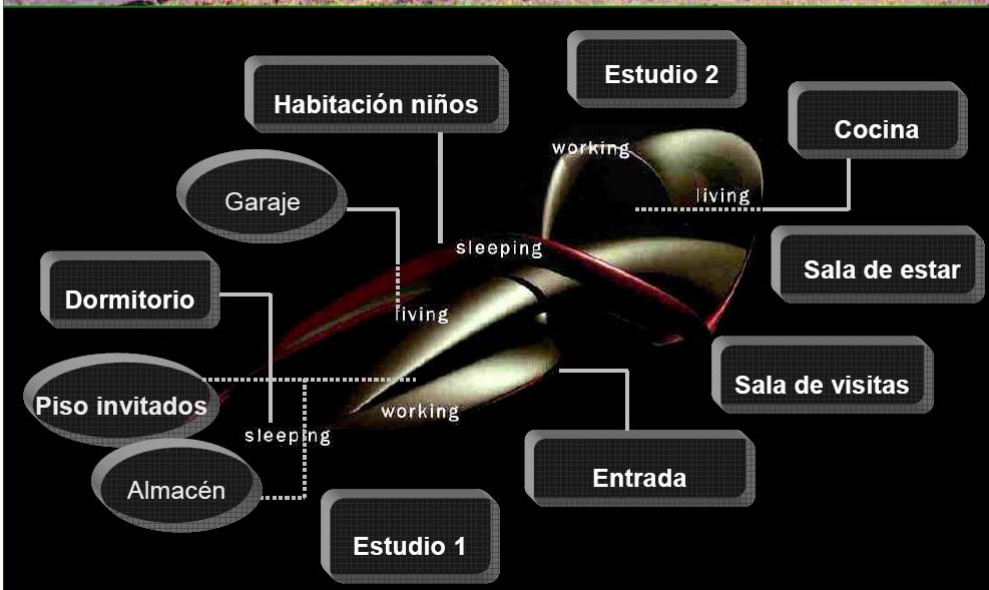 Estudio 2
Habitación niños
Cocina
working
Garaje
living
sleeping
Sala de estar
Dormitorio
living
Sala de visitas
Piso invitados
working
sleeping
Entrada
Almacén
Estudio 1